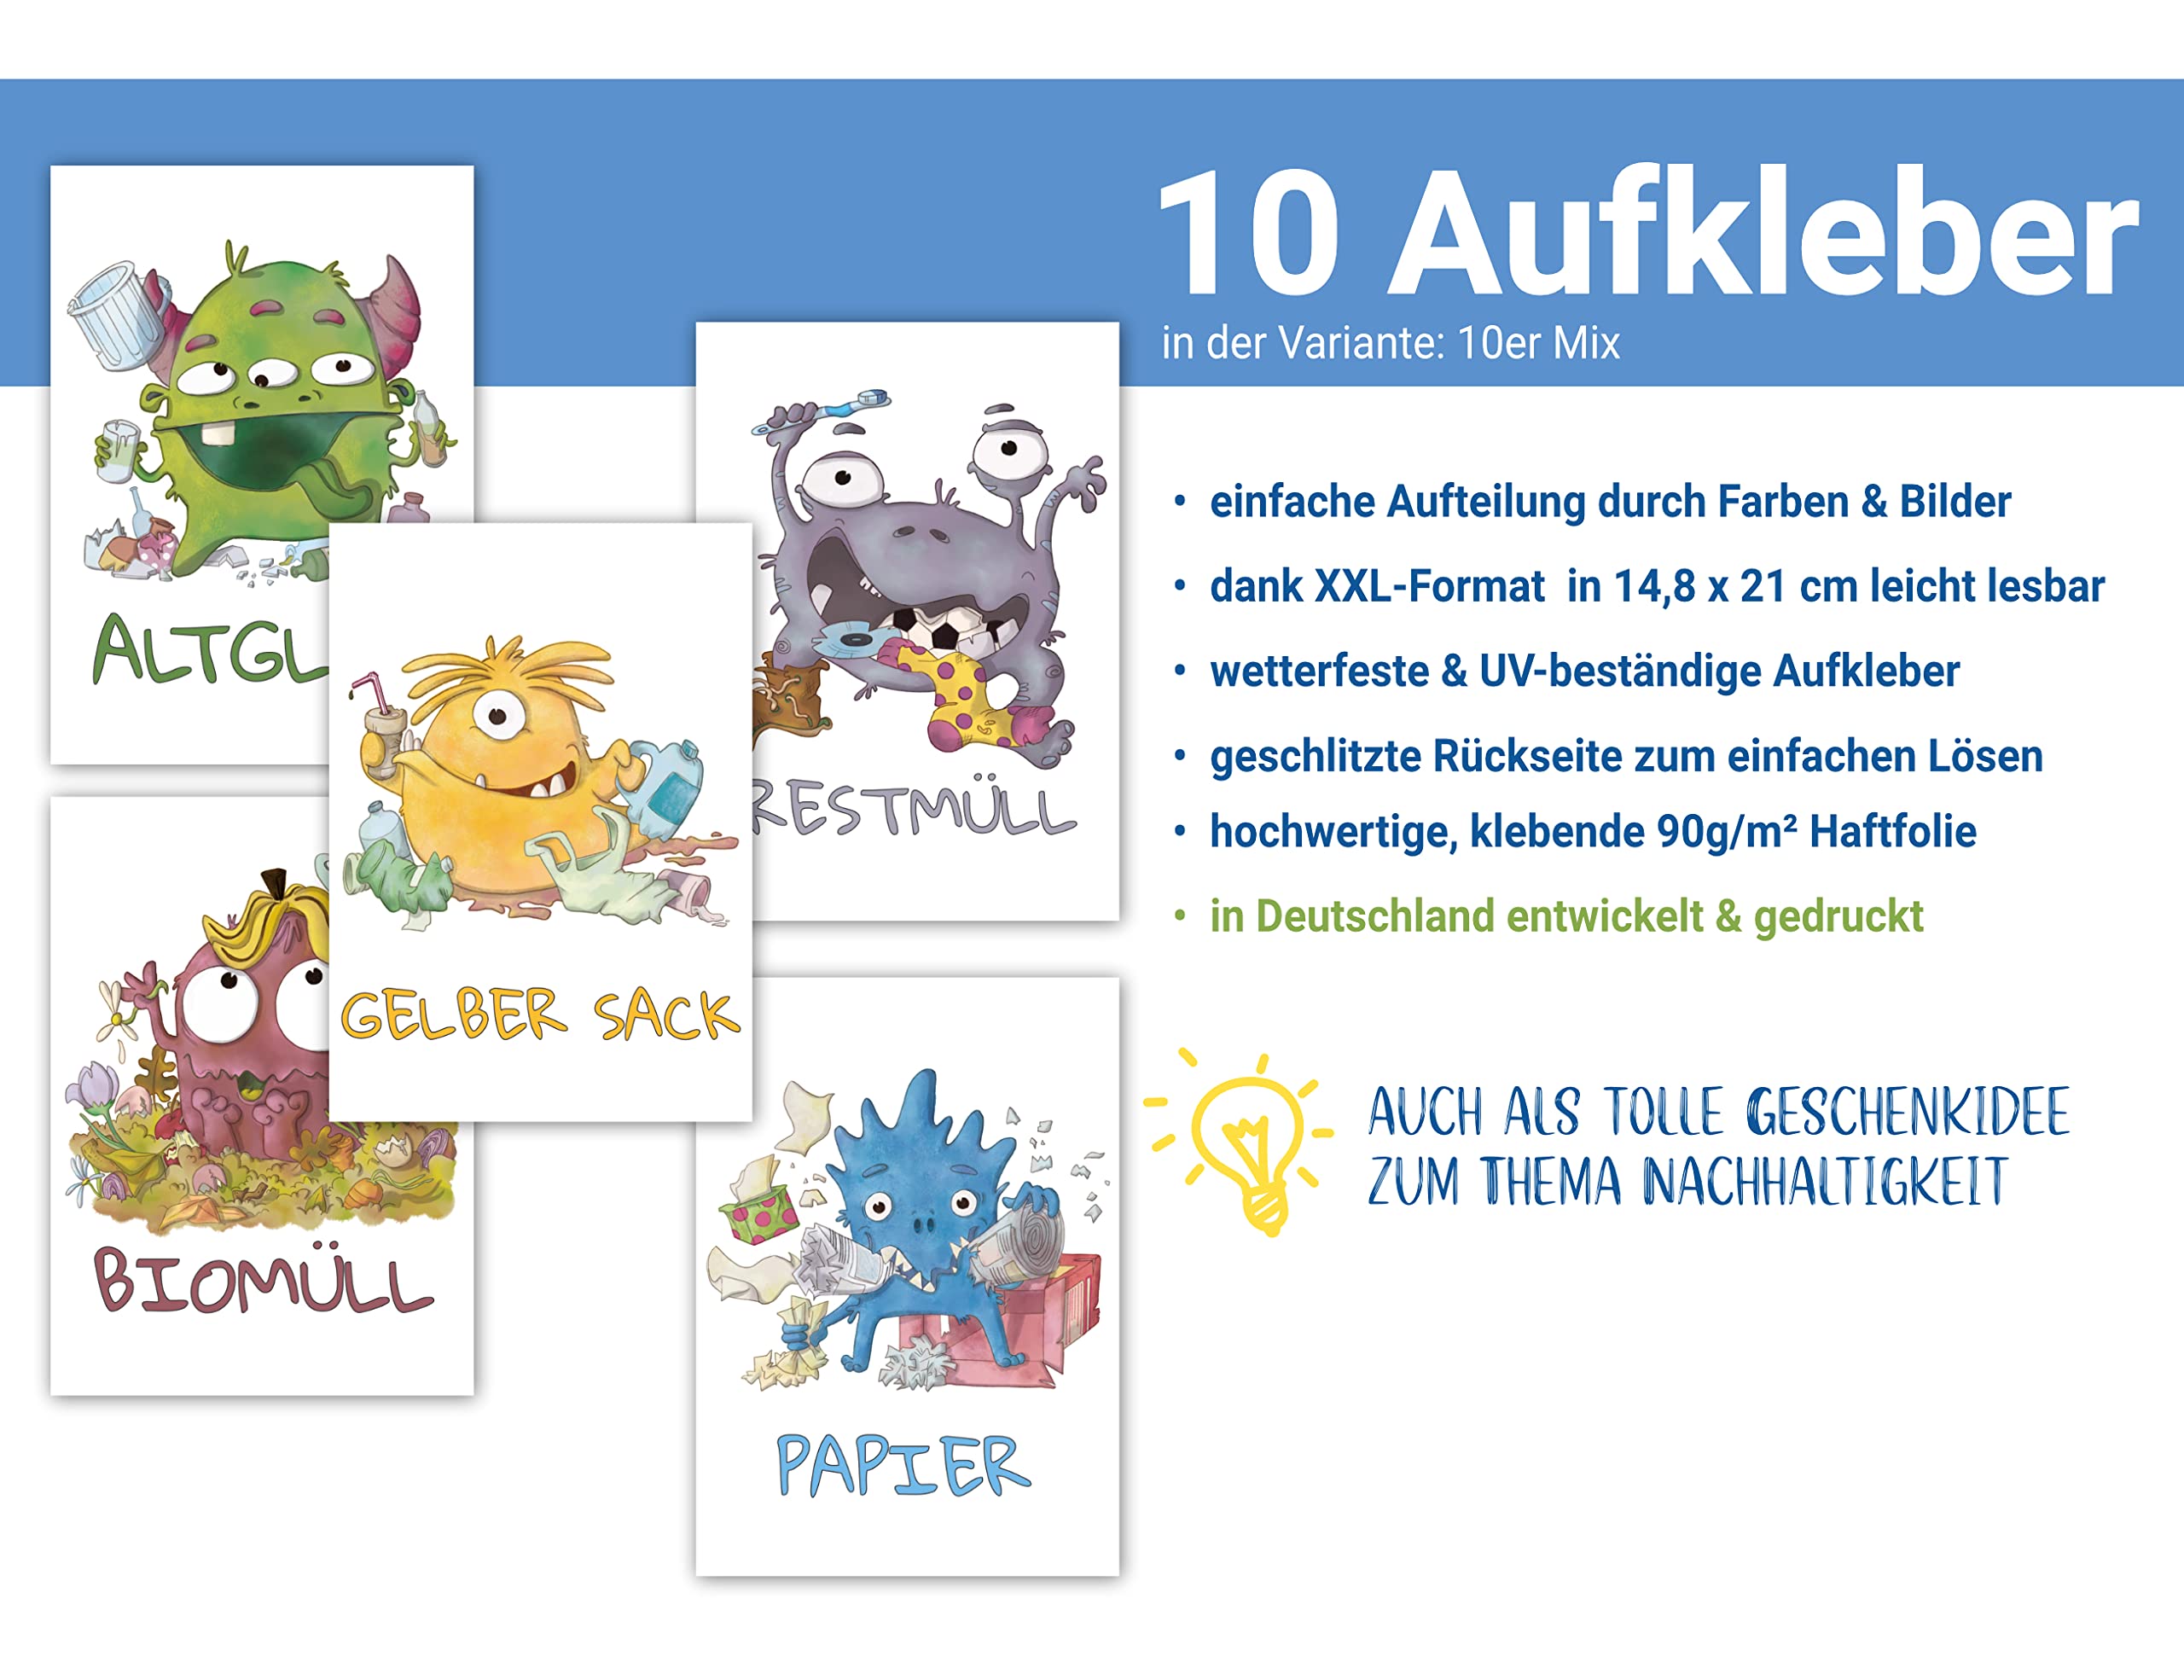 10 Aufkleber
in der Variante: 10er Mix
ALTGL
RESTMÜLL
GELBER SACK
BIOMÜLL
PAPIER
• einfache Aufteilung durch Farben & Bilder
• dank XXL-Format in 14,8 x 21 cm leicht lesbar
• wetterfeste & UV-beständige Aufkleber
• geschlitzte Rückseite zum einfachen Lösen
• hochwertige, klebende 90g/m² Haftfolie
• in Deutschland entwickelt & gedruckt
AUCH ALS TOLLE GESCHENKIDEE
ZUM THEMA NACHHALTIGKEIT